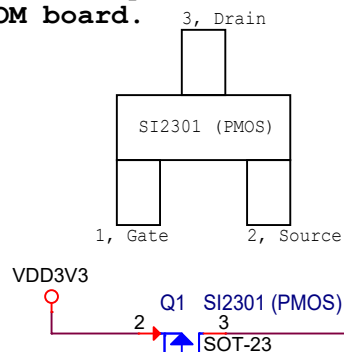 OM board.
3, Drain
SI2301 (PMOS)
1, Gate 2, Source
VDD3V3
Q1 SI2301 (PMOS)
2 3
SOT-23